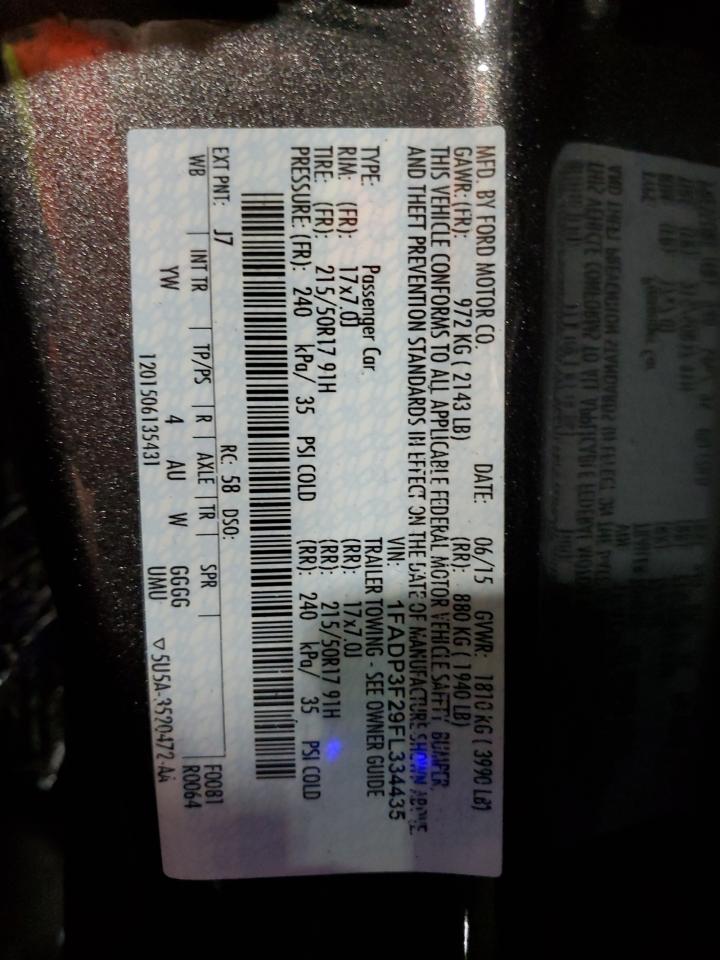 MFD. BY FORD MOTOR CO. DATE: 06/15 GVWR: 1810 KG ( 3990 LB)
GAWR: (FR): 972 KG ( 2143 LB) (RR): 880 KG ( 1940 LB)
THIS VEHICLE CONFORMS TO ALL APPLICABLE FEDERAL MOTOR VEHICLE SAFETY, BUMPER,
AND THEFT PREVENTION STANDARDS IN EFFECT ON THE DATE OF MANUFACTURE SHOWN ABOVE.
VIN: 1FADP3F29FL334435
TYPE: Passenger Car TRAILER TOWING - SEE OWNER GUIDE
RIM: (FR): 17x7.0J (RR): 17x7.0J
TIRE: (FR): 215/50R17 91H (RR): 215/50R17 91H
PRESSURE: (FR): 240 kPa/ 35 PSI COLD (RR): 240 kPa/ 35 PSI COLD
RC: 58 DSO: F0081
EXT PNT: J7 R0064
WB INT TR TP/PS R AXLE TR SPR
YW 4 AU W GGGG
UMU
1201506135431 ▽5U5A-3520472-AA